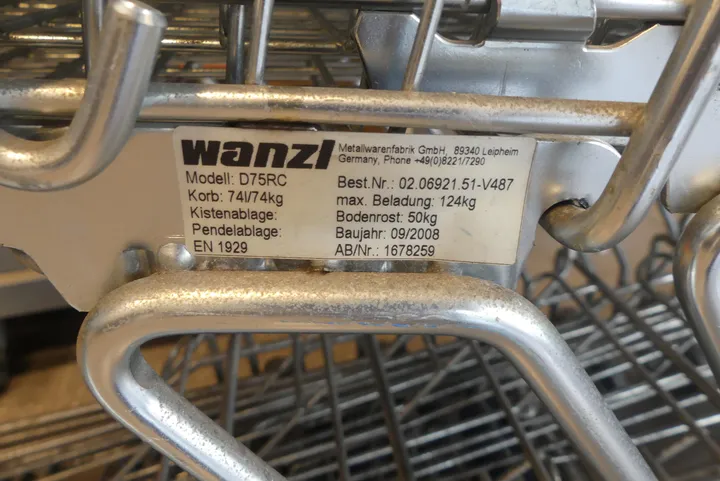 wanzl Metallwarenfabrik GmbH, 89340 Leipheim
Germany, Phone +49(0)8221/7290
Modell: D75RC Best.Nr.: 02.06921.51-V487
Korb: 74l/74kg max. Beladung: 124kg
Kistenablage: Bodenrost: 50kg
Pendelablage: Baujahr: 09/2008
EN 1929 AB/Nr.: 1678259